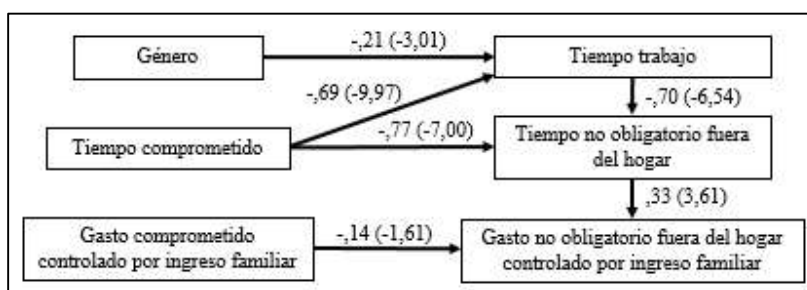 -,21 (-3,01)
Género
Tiempo trabajo
-,69 (-9,97)
-,70 (-6,54)
-,77 (-7,00)
Tiempo comprometido
Tiempo no obligatorio fuera
del hogar
,33 (3,61)
Gasto comprometido
controlado por ingreso familiar
-,14 (-1,61)
Gasto no obligatorio fuera del hogar
controlado por ingreso familiar